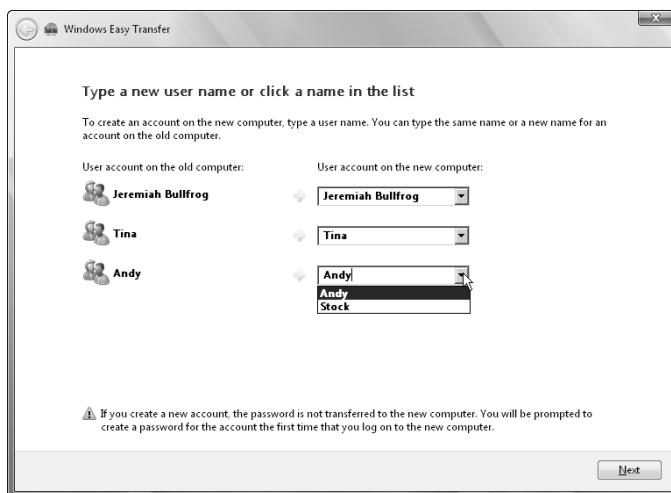 Windows Easy Transfer
Type a new user name or click a name in the list
To create an account on the new computer, type a user name. You can type the same name or a new name for an
account on the old computer.
User account on the old computer: User account on the new computer:
Jeremiah Bullfrog Jeremiah Bullfrog
Tina Tina
Andy Andy
Andy
Stock
If you create a new account, the password is not transferred to the new computer. You will be prompted to
create a password for the account the first time that you log on to the new computer.
Next